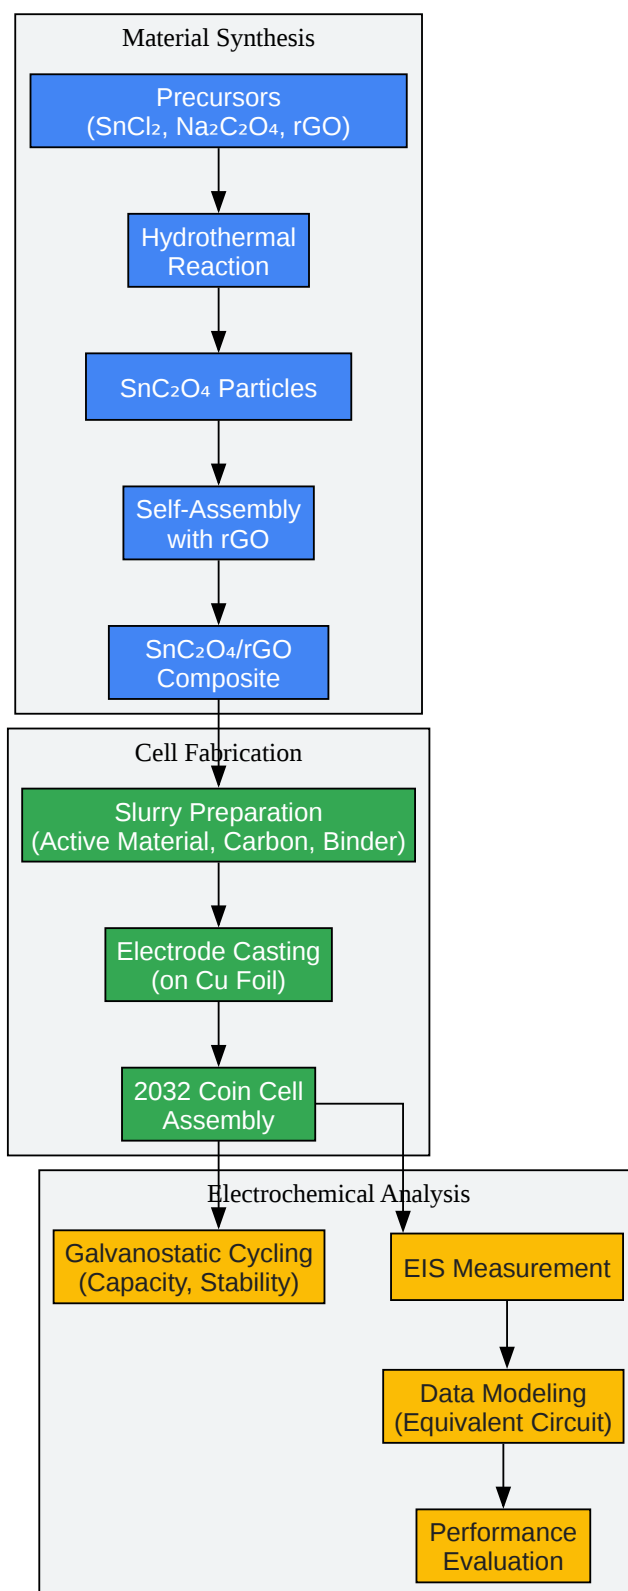 Material Synthesis
Precursors
(SnCl₂, Na₂C₂O₄, rGO)
Hydrothermal
Reaction
SnC₂O₄ Particles
Self-Assembly
with rGO
SnC₂O₄/rGO
Composite
Cell Fabrication
Slurry Preparation
(Active Material, Carbon, Binder)
Electrode Casting
(on Cu Foil)
2032 Coin Cell
Assembly
Electrochemical Analysis
Galvanostatic Cycling
(Capacity, Stability)
EIS Measurement
Data Modeling
(Equivalent Circuit)
Performance
Evaluation